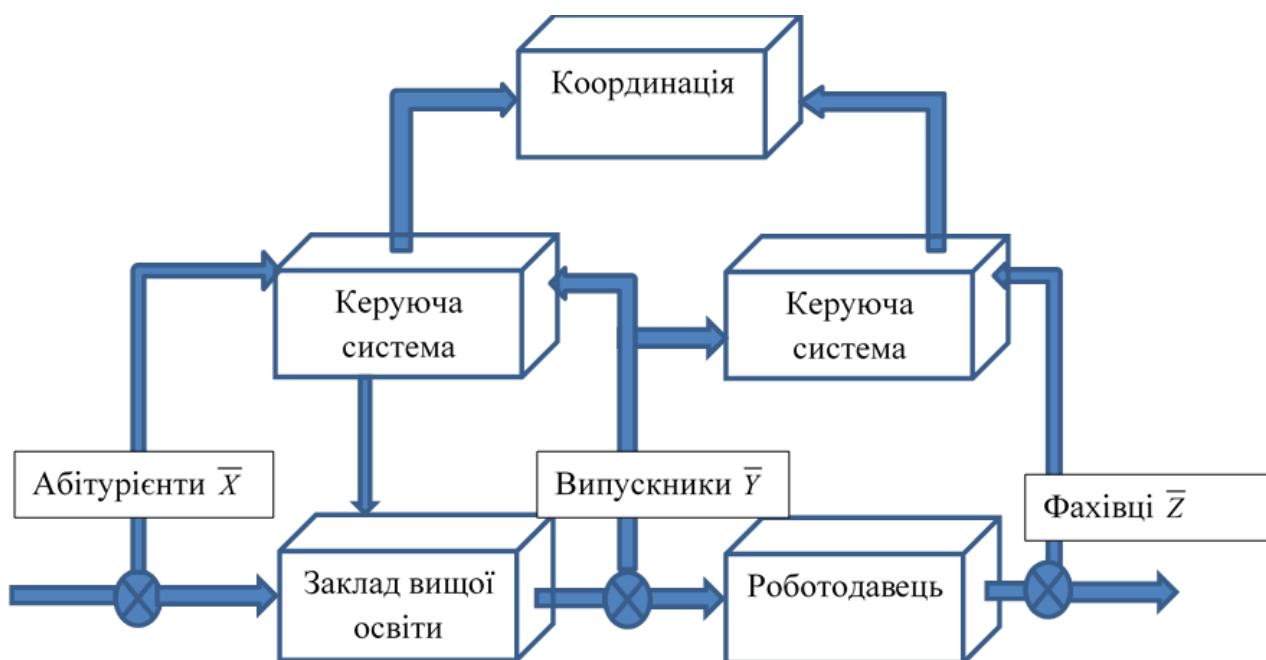 Координація
Керуюча
система
Керуюча
система
Абітурієнти X̅
Випускники Y̅
Фахівці Z̅
Заклад вищої
освіти
Роботодавець